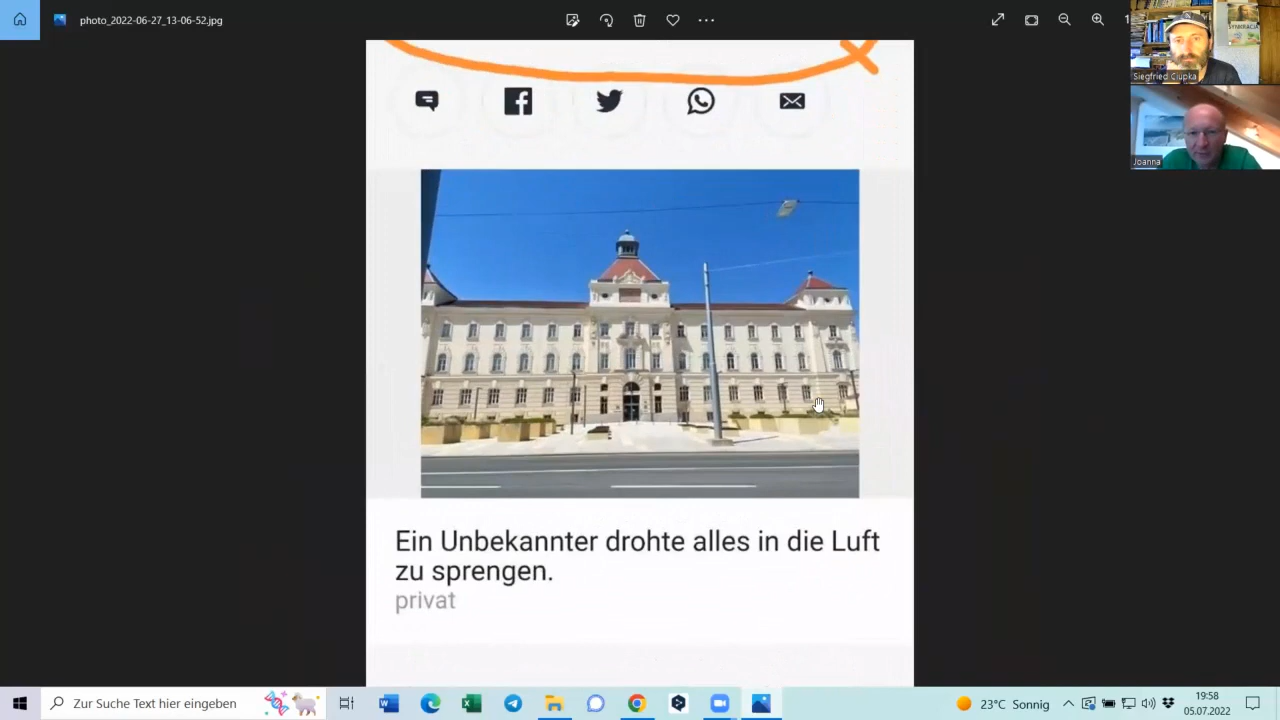 photo_2022-06-27_13-06-52.jpg
Siegfried Ciupka
Joanna
Ein Unbekannter drohte alles in die Luft
zu sprengen.
privat
Zur Suche Text hier eingeben
23°C Sonnig
19:58
05.07.2022